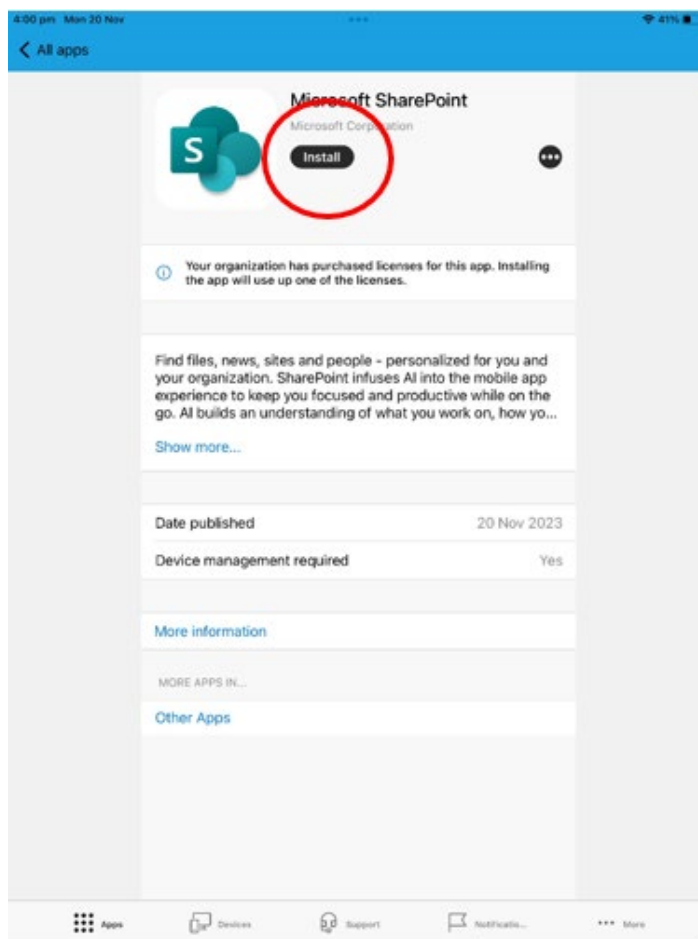 4:00 pm Mon 20 Nov
41%
All apps
Microsoft SharePoint
Microsoft Corporation
S
Install
Your organization has purchased licenses for this app. Installing
the app will use up one of the licenses.
Find files, news, sites and people - personalized for you and
your organization. SharePoint infuses AI into the mobile app
experience to keep you focused and productive while on the
go. AI builds an understanding of what you work on, how yo...
Show more...
Date published 20 Nov 2023
Device management required Yes
More information
MORE APPS IN...
Other Apps
Apps Devices Support Notificatio... More